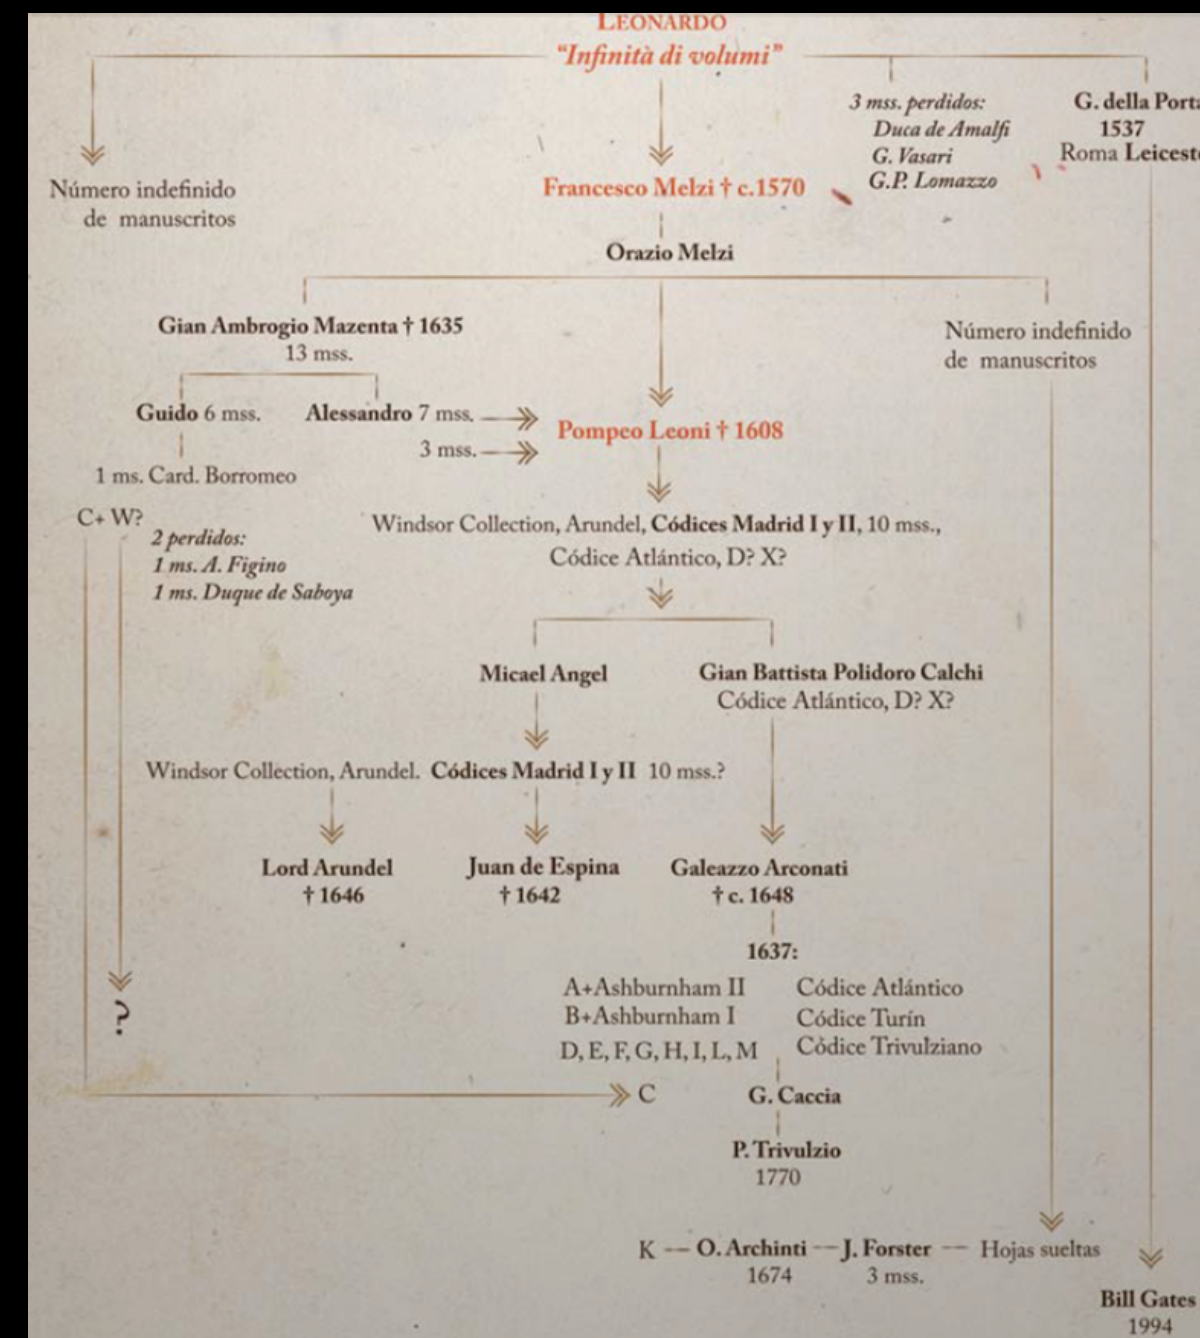 LEONARDO
"Infinità di volumi"
3 mss. perdidos:
Duca de Amalfi
G. Vasari
G.P. Lomazzo
G. della Porta
1537
Roma Leicest
Número indefinido
de manuscritos
Francesco Melzi † c.1570
Orazio Melzi
Gian Ambrogio Mazenta † 1635
13 mss.
Número indefinido
de manuscritos
Guido 6 mss.
Alessandro 7 mss.
3 mss.
Pompeo Leoni † 1608
1 ms. Card. Borromeo
C+ W?
2 perdidos:
1 ms. A. Figino
1 ms. Duque de Saboya
Windsor Collection, Arundel, Códices Madrid I y II, 10 mss.,
Códice Atlántico, D? X?
Micael Angel
Gian Battista Polidoro Calchi
Códice Atlántico, D? X?
Windsor Collection, Arundel. Códices Madrid I y II 10 mss.?
Lord Arundel
† 1646
Juan de Espina
† 1642
Galeazzo Arconati
† c. 1648
1637:
A+Ashburnham II
B+Ashburnham I
D, E, F, G, H, I, L, M
Códice Atlántico
Códice Turín
Códice Trivulziano
?
C
G. Caccia
P. Trivulzio
1770
K — O. Archinti — J. Forster — Hojas sueltas
1674
3 mss.
Bill Gates
1994